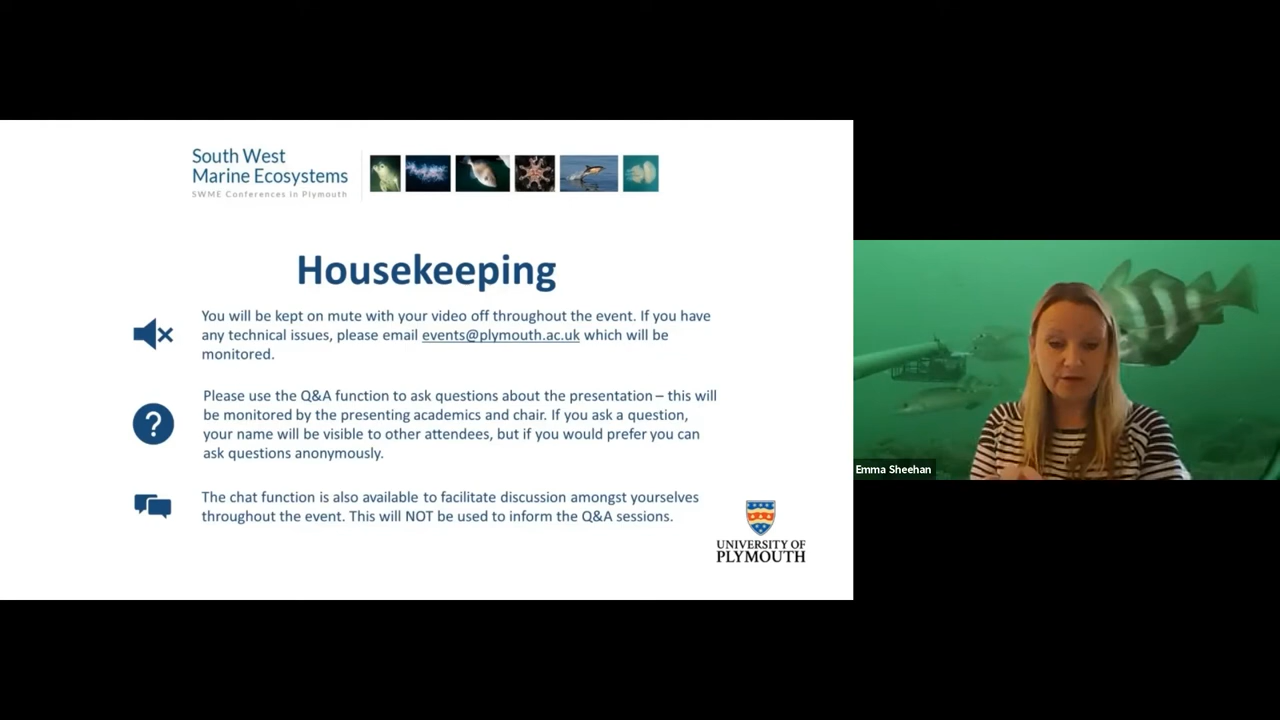 South West
Marine Ecosystems
SWME Conferences in Plymouth
Housekeeping
You will be kept on mute with your video off throughout the event. If you have
any technical issues, please email events@plymouth.ac.uk which will be
monitored.
Please use the Q&A function to ask questions about the presentation – this will
be monitored by the presenting academics and chair. If you ask a question,
your name will be visible to other attendees, but if you would prefer you can
ask questions anonymously.
The chat function is also available to facilitate discussion amongst yourselves
throughout the event. This will NOT be used to inform the Q&A sessions.
UNIVERSITY OF
PLYMOUTH
Emma Sheehan